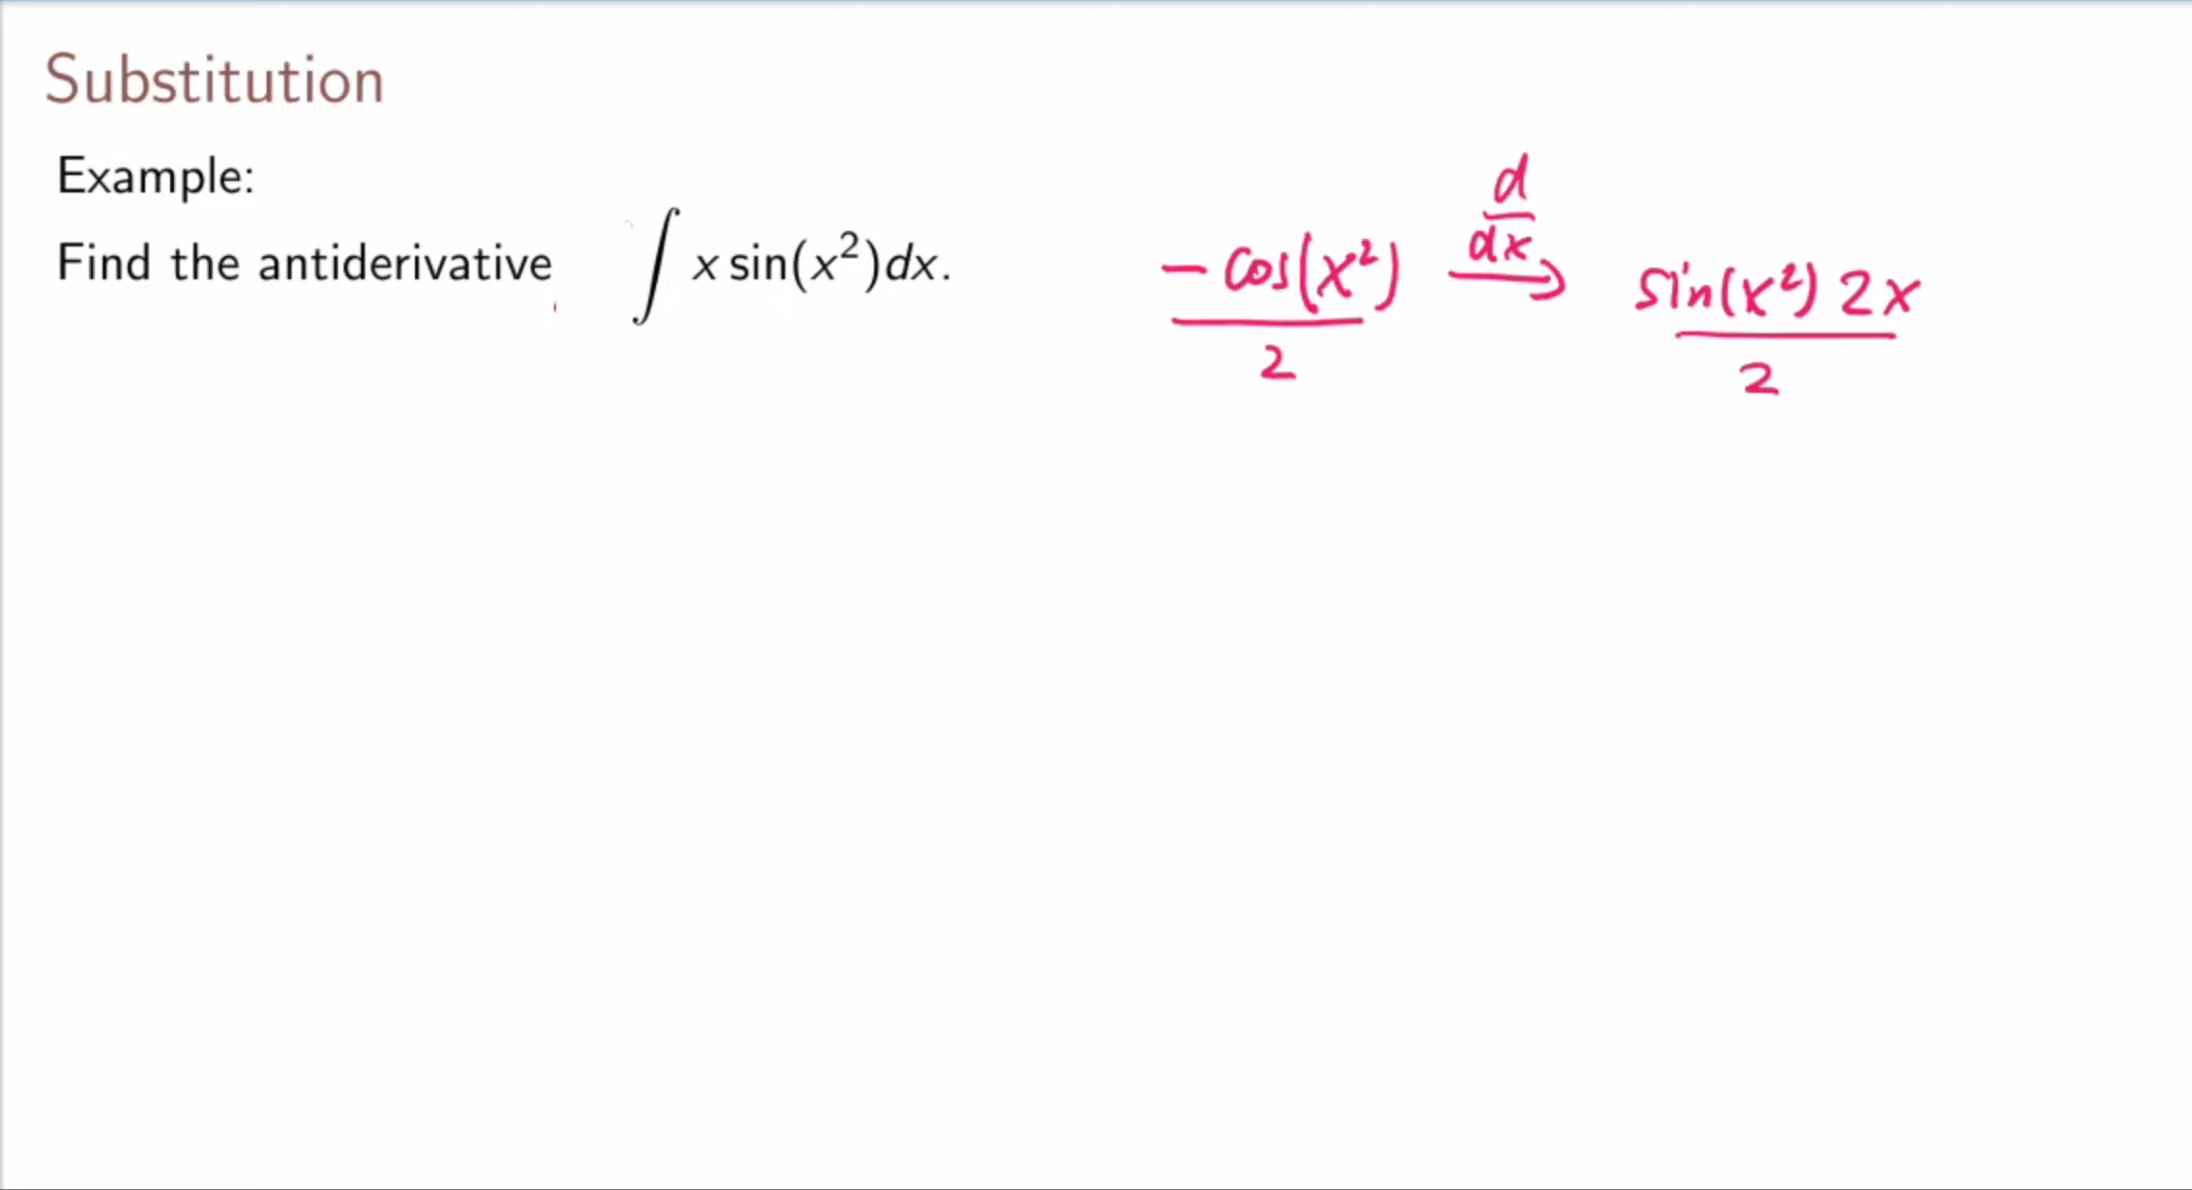 Substitution
Example:
Find the antiderivative ∫ x sin(x²)dx.
-cos(x²)/2 d/dx→ sin(x²) 2x/2